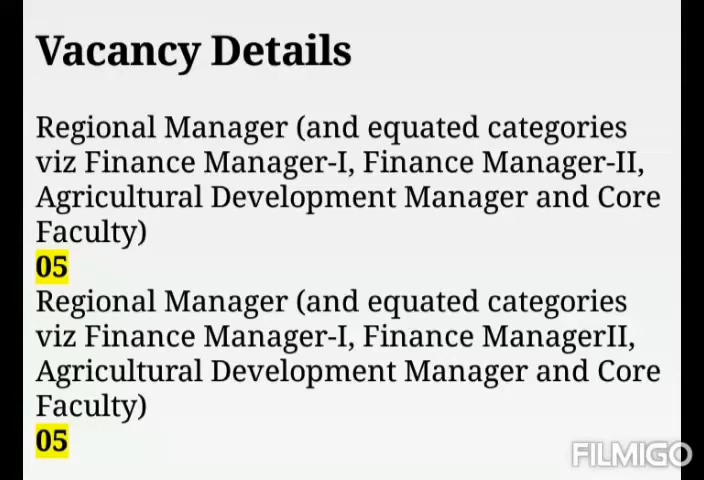 Vacancy Details
Regional Manager (and equated categories
viz Finance Manager-I, Finance Manager-II,
Agricultural Development Manager and Core
Faculty)
05
Regional Manager (and equated categories
viz Finance Manager-I, Finance ManagerII,
Agricultural Development Manager and Core
Faculty)
05
FILMIGO